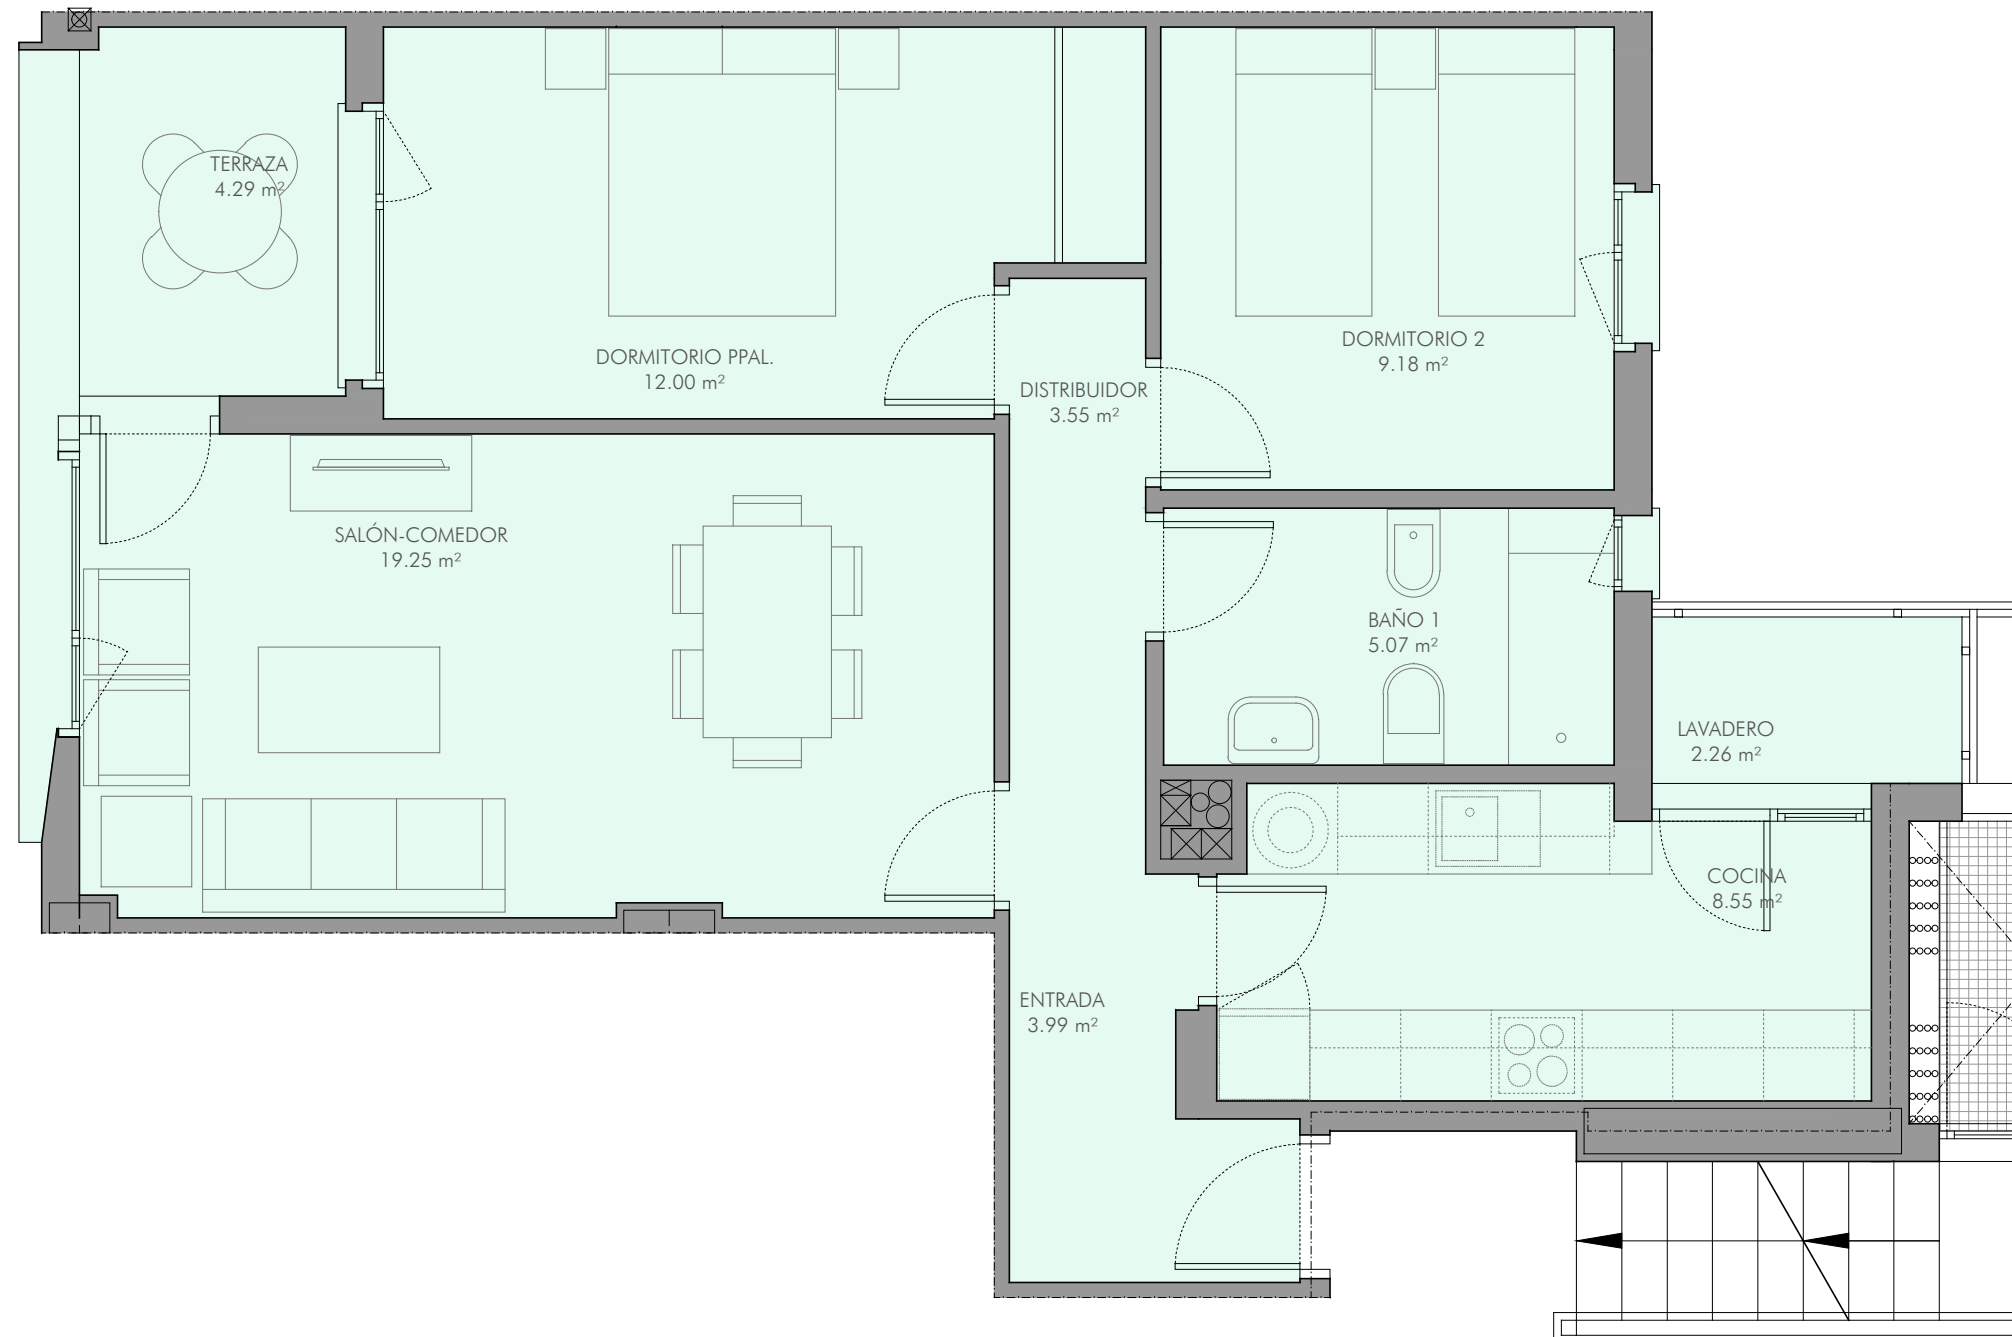 TERRAZA
4.29 m²
DORMITORIO PPAL.
12.00 m²
DORMITORIO 2
9.18 m²
DISTRIBUIDOR
3.55 m²
SALÓN-COMEDOR
19.25 m²
BAÑO 1
5.07 m²
LAVADERO
2.26 m²
COCINA
8.55 m²
ENTRADA
3.99 m²